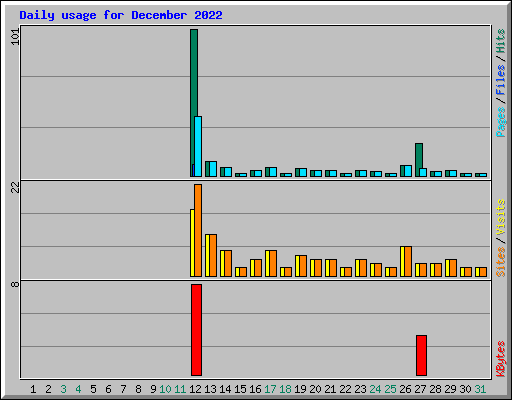 Daily usage for December 2022
101
22
8
Pages / Files / Hits
Sites / Visits
KBytes
1 2 3 4 5 6 7 8 9 10 11 12 13 14 15 16 17 18 19 20 21 22 23 24 25 26 27 28 29 30 31